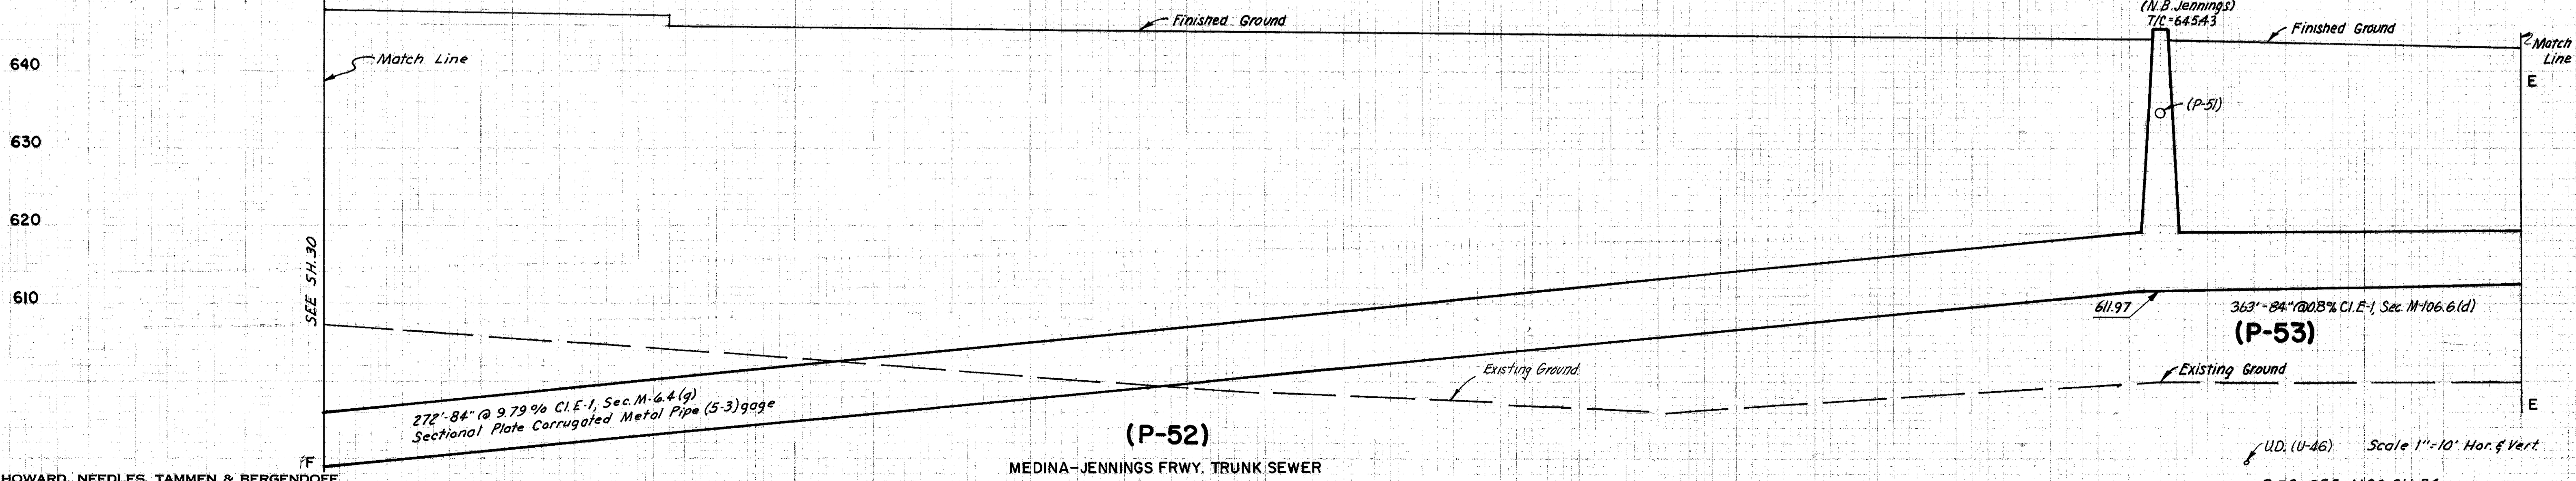 (N.B.Jennings)
T/C=645.43
Finished Ground
Finished Ground
Match Line
Match
Line
640
E
(P-51)
630
620
SEE SH.30
610
611.97
363'-84"@0.8% Cl.E-1, Sec. M-106.6(d)
(P-53)
Existing Ground
Existing Ground
272'-84" @ 9.79% Cl.E-1, Sec. M-6.4(g)
Sectional Plate Corrugated Metal Pipe (5-3)gage
E
(P-52)
U.D. (U-46)
Scale 1"=10' Hor. & Vert.
F
MEDINA-JENNINGS FRWY. TRUNK SEWER
HOWARD, NEEDLES, TAMMEN & BERGENDOFF